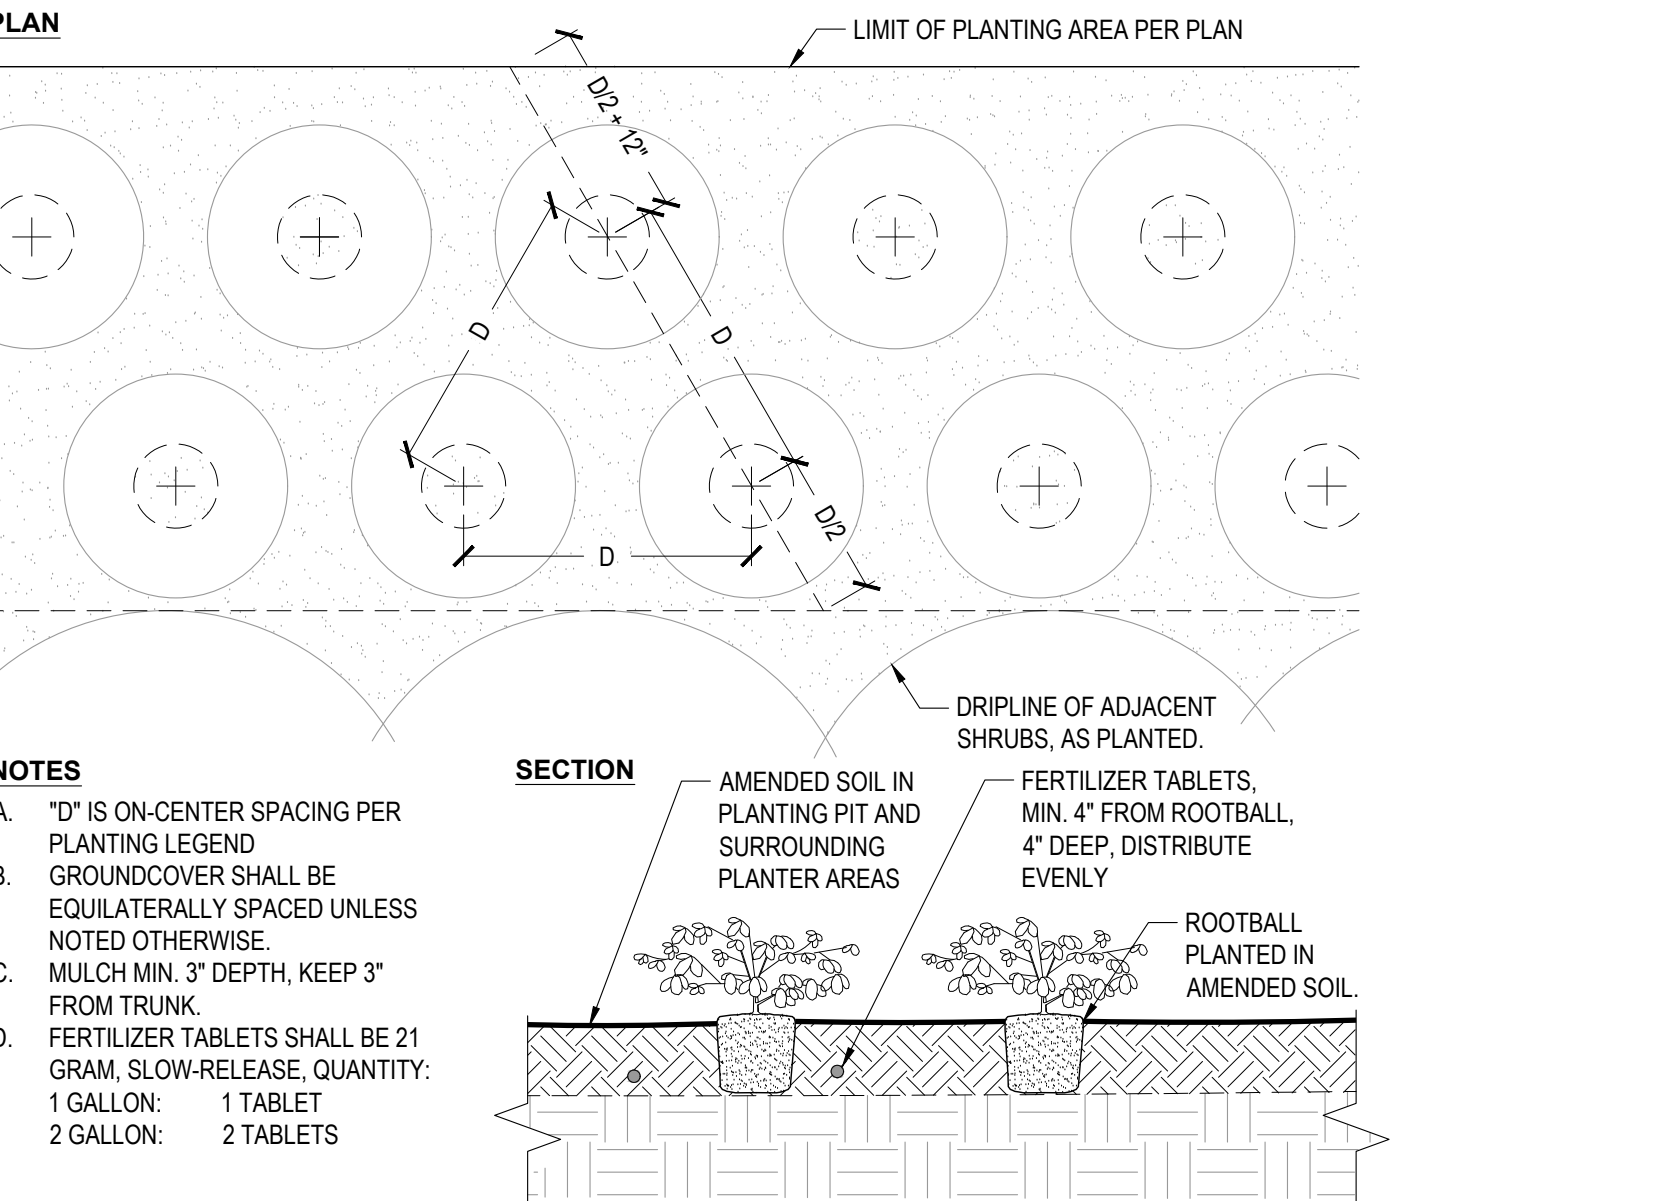 PLAN
LIMIT OF PLANTING AREA PER PLAN
D/2 + 12"
D
D
D/2
D
DRIPLINE OF ADJACENT
SHRUBS, AS PLANTED.
NOTES
A. "D" IS ON-CENTER SPACING PER
PLANTING LEGEND
B. GROUNDCOVER SHALL BE
EQUILATERALLY SPACED UNLESS
NOTED OTHERWISE.
C. MULCH MIN. 3" DEPTH, KEEP 3"
FROM TRUNK.
D. FERTILIZER TABLETS SHALL BE 21
GRAM, SLOW-RELEASE, QUANTITY:
1 GALLON: 1 TABLET
2 GALLON: 2 TABLETS
SECTION
AMENDED SOIL IN
PLANTING PIT AND
SURROUNDING
PLANTER AREAS
FERTILIZER TABLETS,
MIN. 4" FROM ROOTBALL,
4" DEEP, DISTRIBUTE
EVENLY
ROOTBALL
PLANTED IN
AMENDED SOIL.